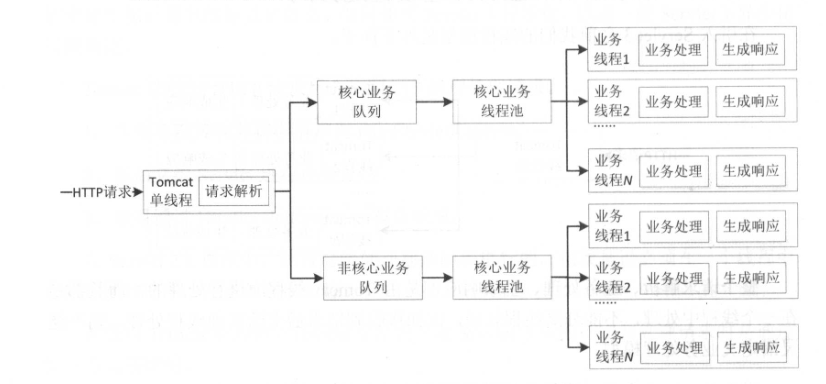 HTTP请求
Tomcat
单线程
请求解析
核心业务
队列
核心业务
线程池
业务
线程1
业务处理
生成响应
业务
线程2
业务处理
生成响应
......
业务
线程N
业务处理
生成响应
非核心业务
队列
核心业务
线程池
业务
线程1
业务处理
生成响应
业务
线程2
业务处理
生成响应
......
业务
线程N
业务处理
生成响应